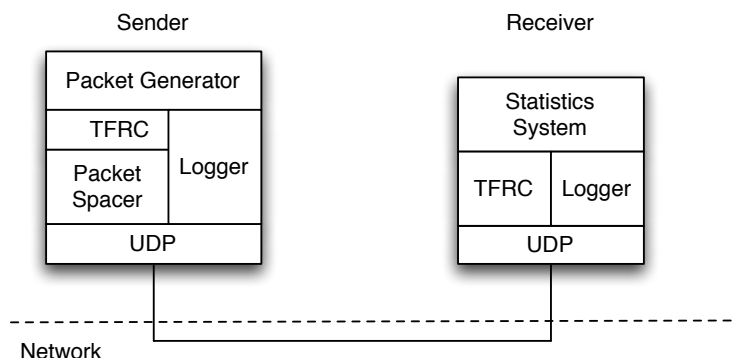 Sender
Receiver
Packet Generator
TFRC
Packet
Spacer
Logger
UDP
Statistics
System
TFRC
Logger
UDP
Network